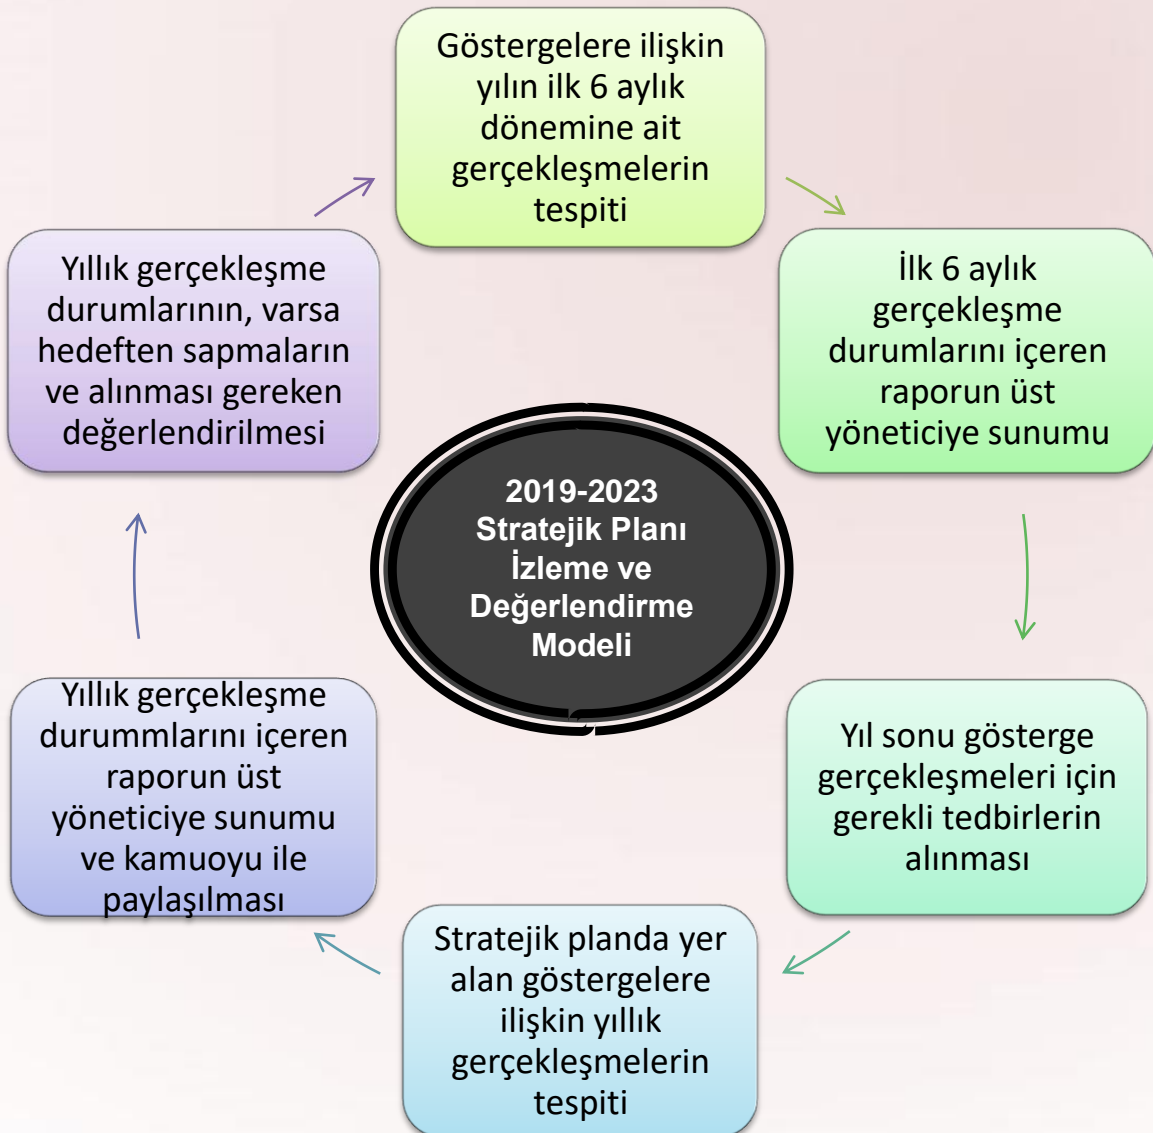 Göstergelere ilişkin
yılın ilk 6 aylık
dönemine ait
gerçekleşmelerin
tespiti
İlk 6 aylık
gerçekleşme
durumlarını içeren
raporun üst
yöneticiye sunumu
Yıl sonu gösterge
gerçekleşmeleri için
gerekli tedbirlerin
alınması
Stratejik planda yer
alan göstergelere
ilişkin yıllık
gerçekleşmelerin
tespiti
Yıllık gerçekleşme
durummlarını içeren
raporun üst
yöneticiye sunumu
ve kamuoyu ile
paylaşılması
Yıllık gerçekleşme
durumlarının, varsa
hedeften sapmaların
ve alınması gereken
değerlendirilmesi
2019-2023
Stratejik Planı
İzleme ve
Değerlendirme
Modeli